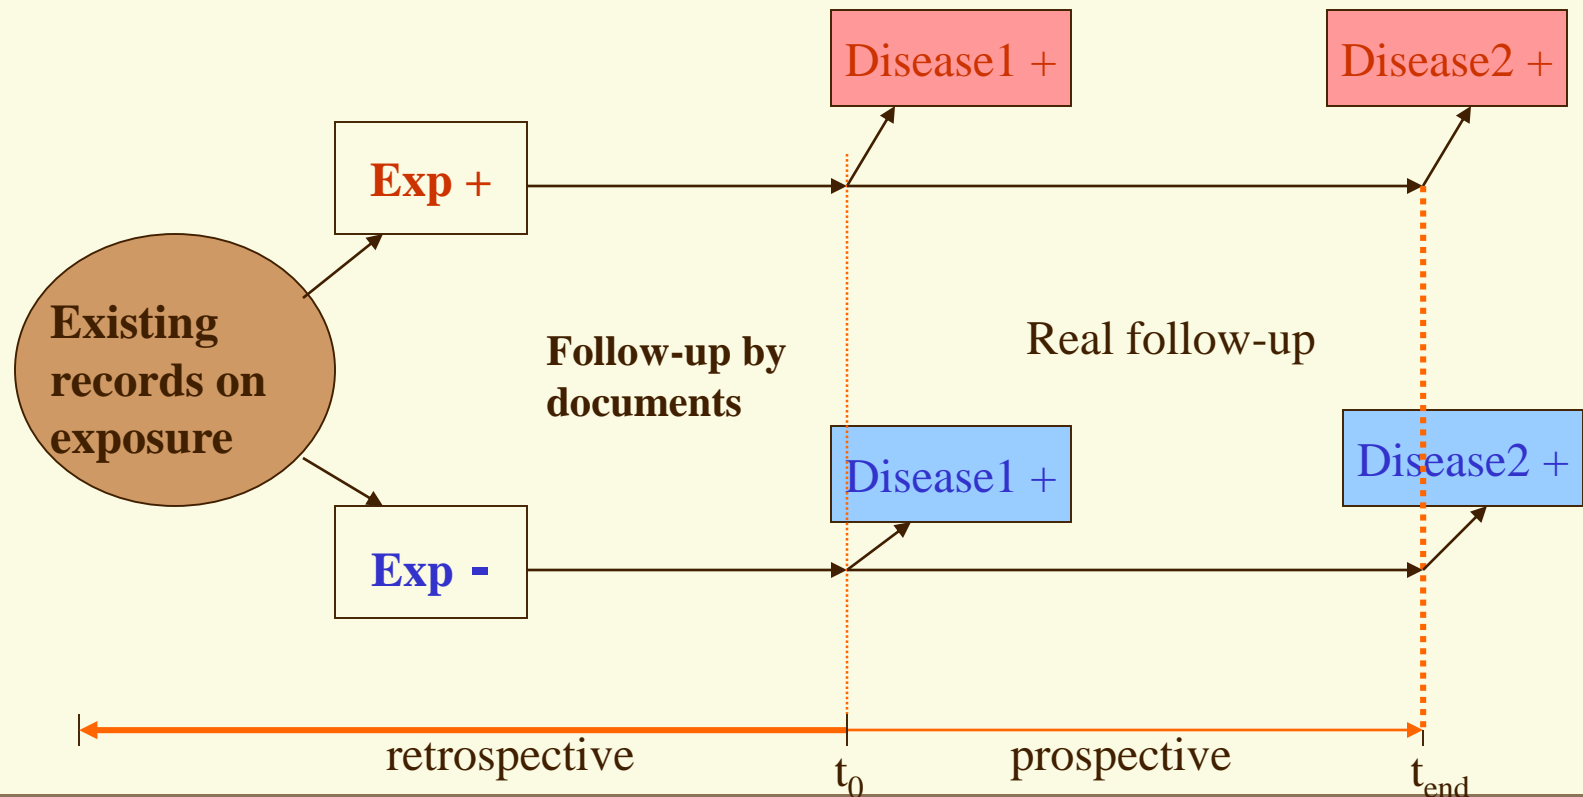 Disease1 +
Disease2 +
Exp +
Existing
records on
exposure
Follow-up by
documents
Real follow-up
Disease1 +
Disease2 +
Exp -
retrospective
t0
prospective
tend